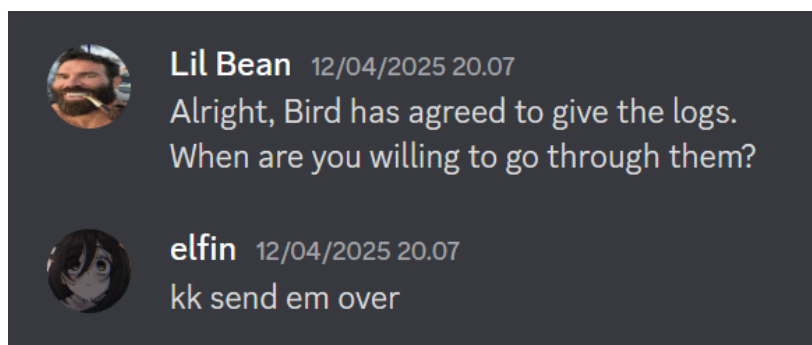 Lil Bean 12/04/2025 20.07
Alright, Bird has agreed to give the logs.
When are you willing to go through them?
elfin 12/04/2025 20.07
kk send em over